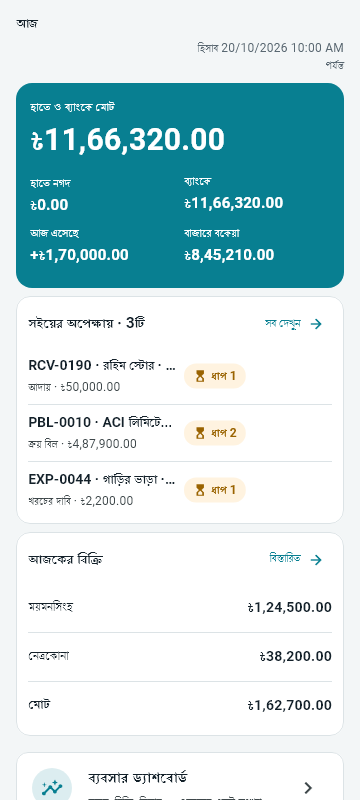 আজ
হিসাব 20/10/2026 10:00 AM
পর্যন্ত
হাতে ও ব্যাংকে মোট
৳11,66,320.00
হাতে নগদ
ব্যাংকে
৳0.00
৳11,66,320.00
আজ এসেছে
বাজারে বকেয়া
+৳1,70,000.00
৳8,45,210.00
সইয়ের অপেক্ষায় · 3টি
সব দেখুন
RCV-0190 · রহিম স্টোর · ...
আদায় · ৳50,000.00
ধাপ 1
PBL-0010 · ACI লিমিটে...
ক্রয় বিল · ৳4,87,900.00
ধাপ 2
EXP-0044 · গাড়ির ভাড়া ·...
খরচের দাবি · ৳2,200.00
ধাপ 1
আজকের বিক্রি
বিস্তারিত
ময়মনসিংহ
৳1,24,500.00
নেত্রকোনা
৳38,200.00
মোট
৳1,62,700.00
ব্যবসার ড্যাশবোর্ড